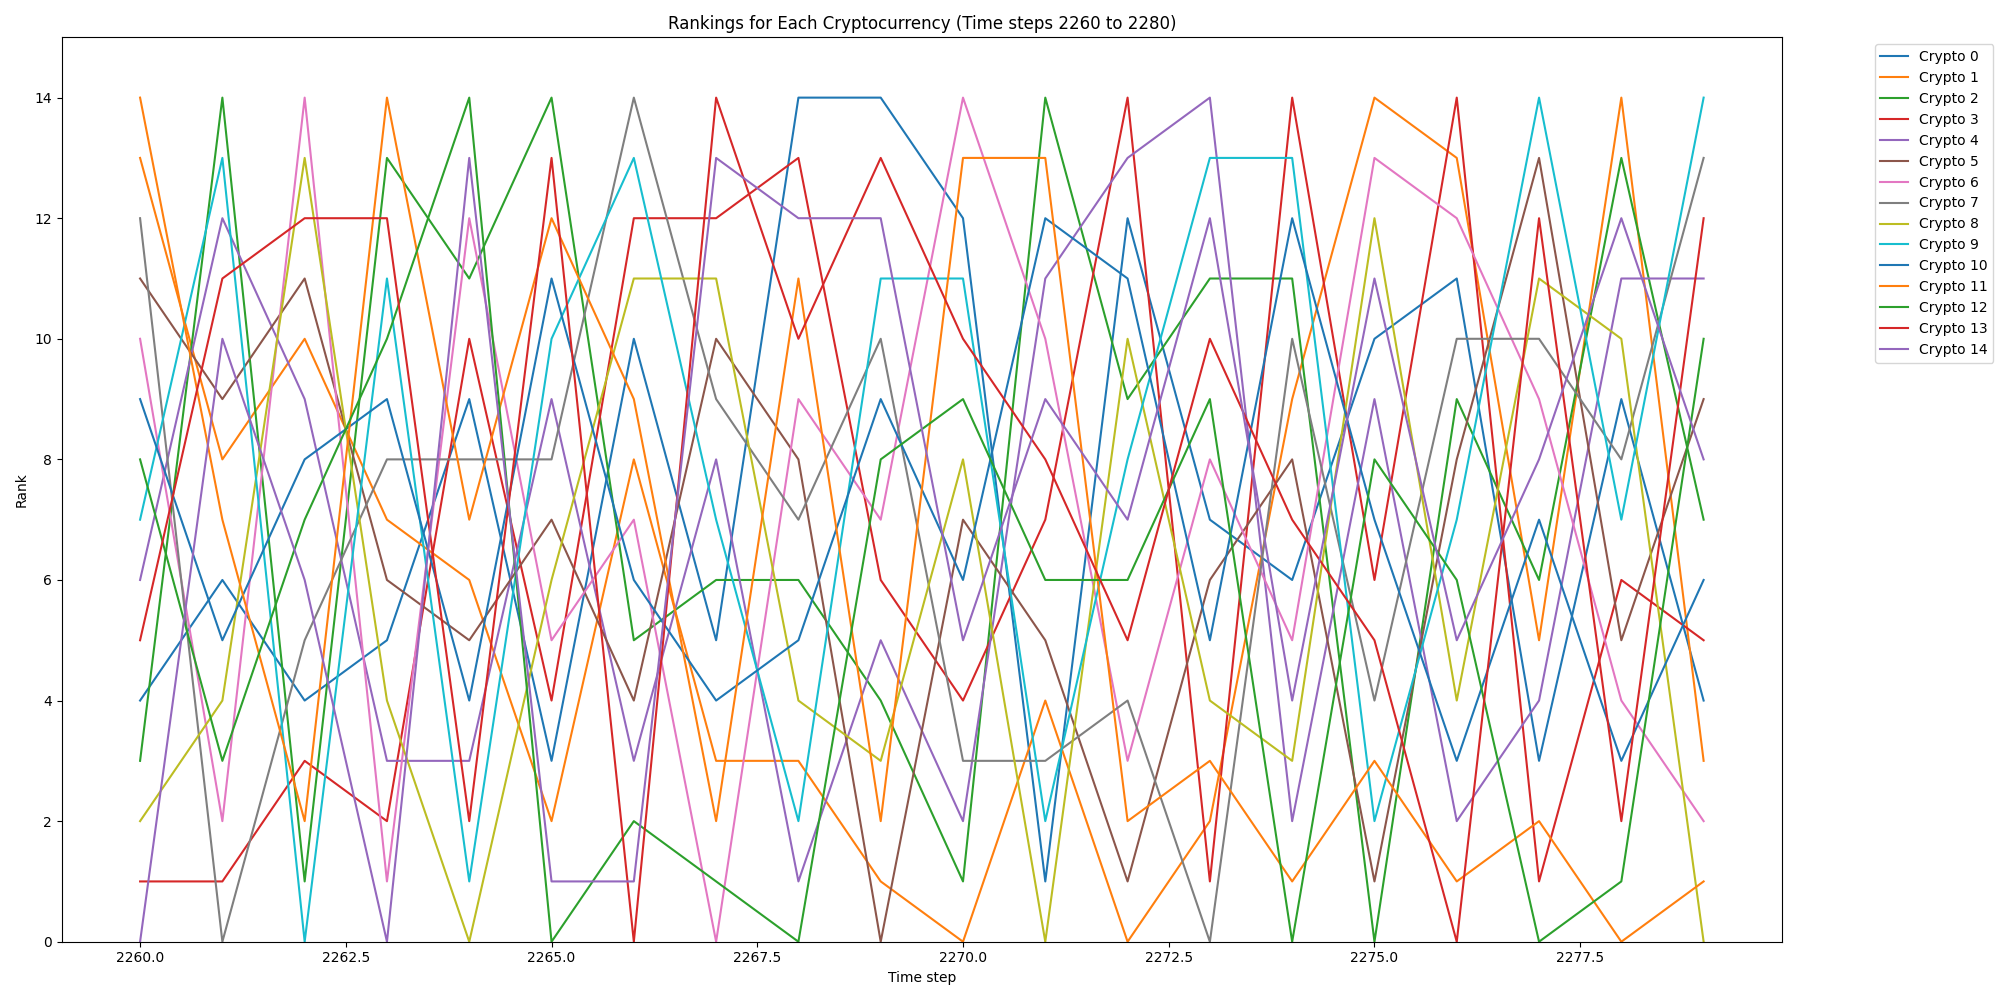 Rankings for Each Cryptocurrency (Time steps 2260 to 2280)
14
12
10
8
6
4
2
0
Rank
2260.0
2262.5
2265.0
2267.5
2270.0
2272.5
2275.0
2277.5
Time step
Crypto 0
Crypto 1
Crypto 2
Crypto 3
Crypto 4
Crypto 5
Crypto 6
Crypto 7
Crypto 8
Crypto 9
Crypto 10
Crypto 11
Crypto 12
Crypto 13
Crypto 14